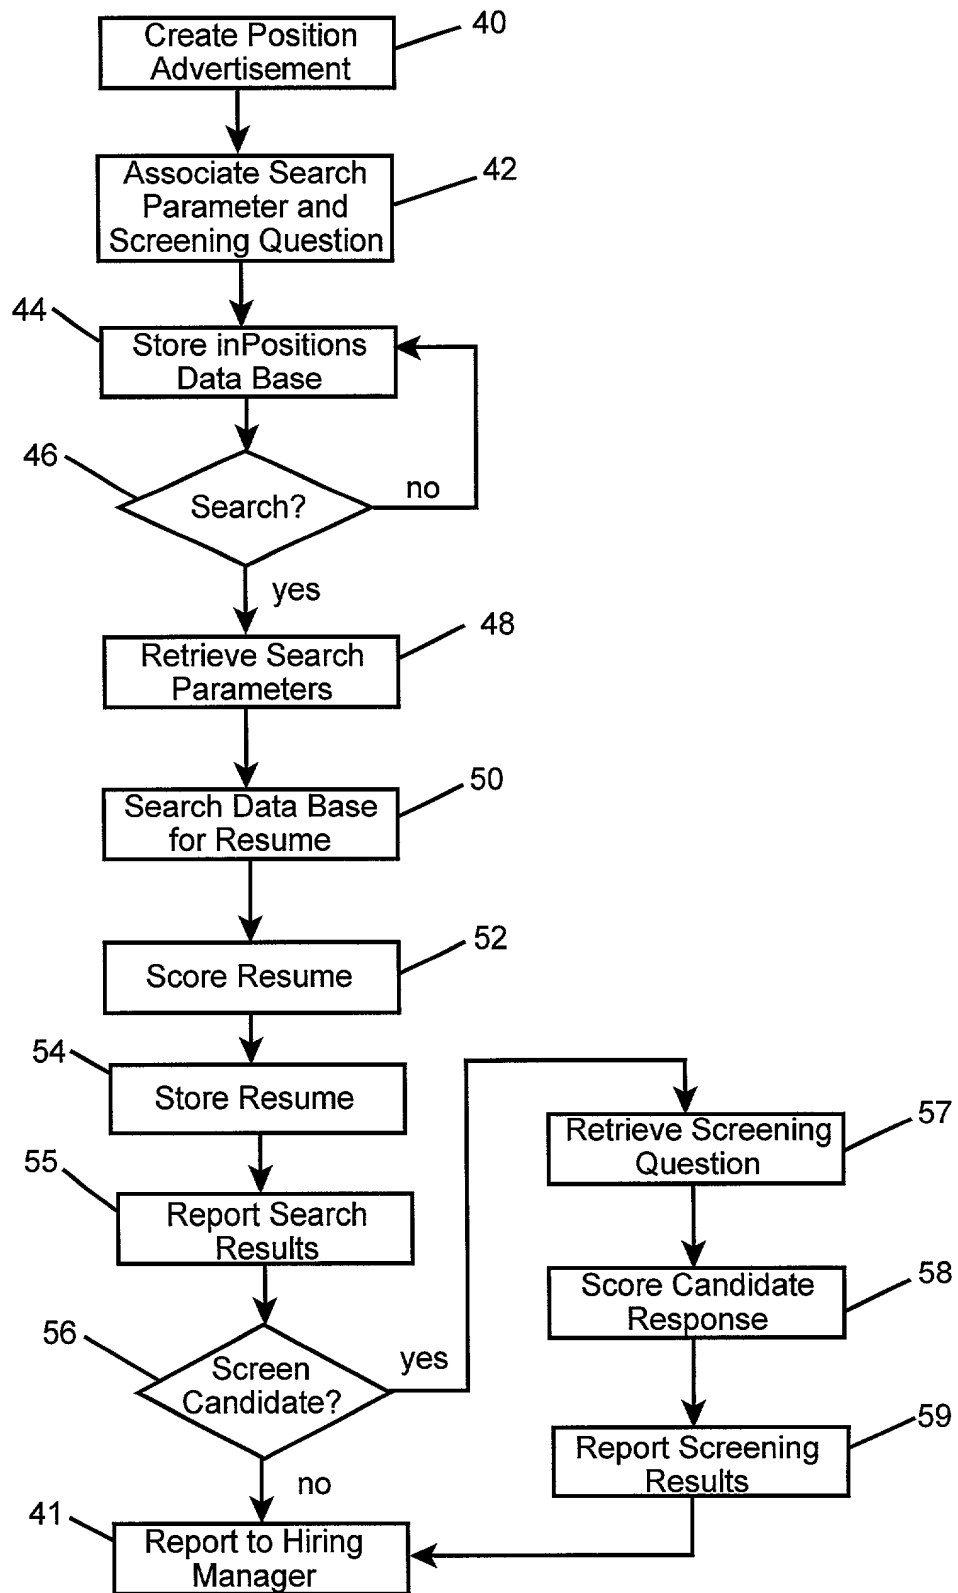 40
Create Position
Advertisement
42
Associate Search
Parameter and
Screening Question
44
Store inPositions
Data Base
46
Search?
no
yes
48
Retrieve Search
Parameters
50
Search Data Base
for Resume
52
Score Resume
54
Store Resume
55
Report Search
Results
56
Screen
Candidate?
yes
no
57
Retrieve Screening
Question
58
Score Candidate
Response
59
Report Screening
Results
41
Report to Hiring
Manager